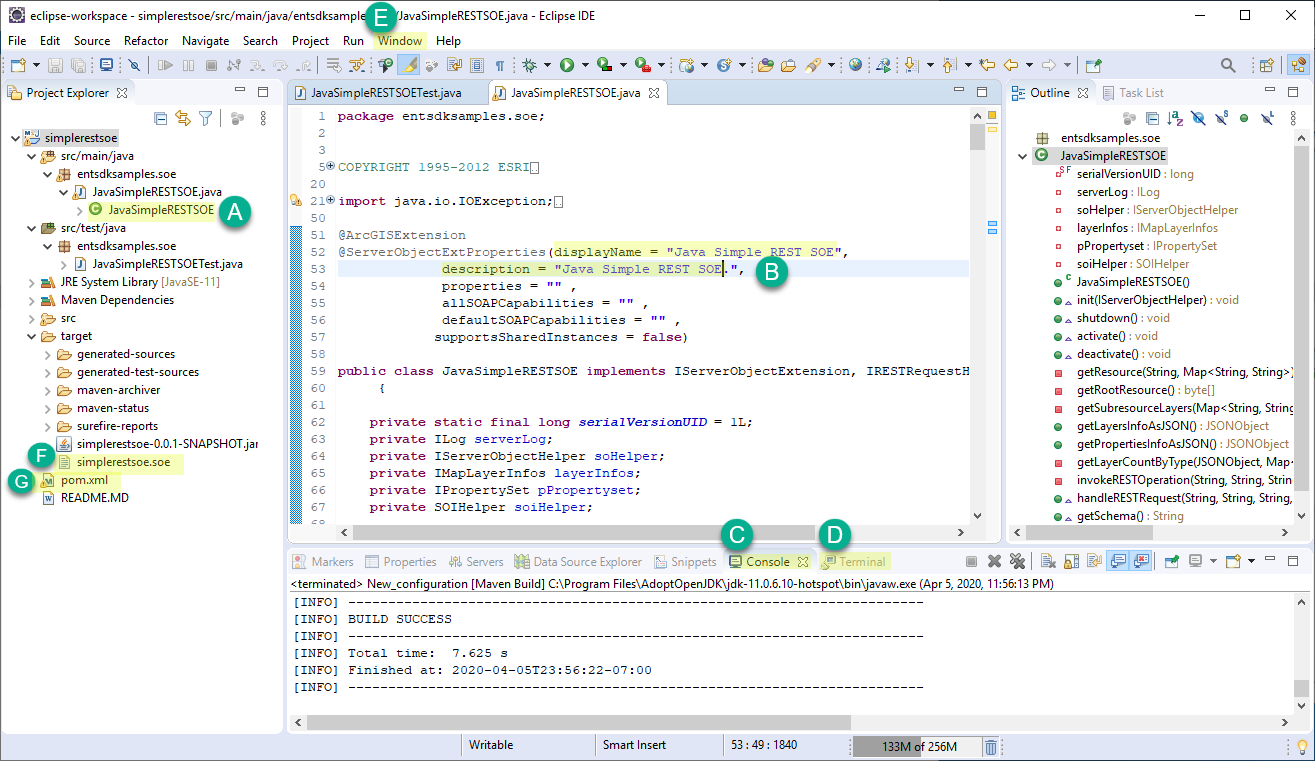 eclipse-workspace - simplerestsoe/src/main/java/entsdksample E /JavaSimpleRESTSOE.java - Eclipse IDE
File Edit Source Refactor Navigate Search Project Run Window Help
Project Explorer
simplerestsoe
src/main/java
entsdksamples.soe
JavaSimpleRESTSOE.java
JavaSimpleRESTSOE A
src/test/java
entsdksamples.soe
JavaSimpleRESTSOETest.java
JRE System Library [JavaSE-11]
Maven Dependencies
src
target
generated-sources
generated-test-sources
maven-archiver
maven-status
surefire-reports
simplerestsoe-0.0.1-SNAPSHOT.jar
F simplerestsoe.soe
G pom.xml
README.MD
JavaSimpleRESTSOETest.java JavaSimpleRESTSOE.java
1 package entsdksamples.soe;
2
3
5 COPYRIGHT 1995-2012 ESRI
20
21 import java.io.IOException;
50
51 @ArcGISExtension
52 @ServerObjectExtProperties(displayName = "Java Simple REST SOE",
53 description = "Java Simple REST SOE.", B
54 properties = "" ,
55 allSOAPCapabilities = "" ,
56 defaultSOAPCapabilities = "" ,
57 supportsSharedInstances = false)
58
59 public class JavaSimpleRESTSOE implements IServerObjectExtension, IRESTRequestH
60 {
61
62 private static final long serialVersionUID = 1L;
63 private ILog serverLog;
64 private IServerObjectHelper soHelper;
65 private IMapLayerInfos layerInfos;
66 private IPropertySet pPropertyset;
67 private SOIHelper soiHelper;
68
Outline Task List
entsdksamples.soe
JavaSimpleRESTSOE
serialVersionUID : long
serverLog : ILog
soHelper : IServerObjectHelper
layerInfos : IMapLayerInfos
pPropertyset : IPropertySet
soiHelper : SOIHelper
JavaSimpleRESTSOE()
init(IServerObjectHelper) : void
shutdown() : void
activate() : void
deactivate() : void
getResource(String, Map<String, String>)
getRootResource() : byte[]
getSubresourceLayers(Map<String, String
getLayersInfoAsJSON() : JSONObject
getPropertiesInfoAsJSON() : JSONObject
getLayerCountByType(JSONObject, Map<
invokeRESTOperation(String, String, Strin
handleRESTRequest(String, String, String,
getSchema() : String
C D
Markers Properties Servers Data Source Explorer Snippets Console Terminal
<terminated> New_configuration [Maven Build] C:\Program Files\AdoptOpenJDK\jdk-11.0.6.10-hotspot\bin\javaw.exe (Apr 5, 2020, 11:56:13 PM)
[INFO] ------------------------------------------------------------------------
[INFO] BUILD SUCCESS
[INFO] ------------------------------------------------------------------------
[INFO] Total time:  7.625 s
[INFO] Finished at: 2020-04-05T23:56:22-07:00
[INFO] ------------------------------------------------------------------------
Writable Smart Insert 53 : 49 : 1840 133M of 256M